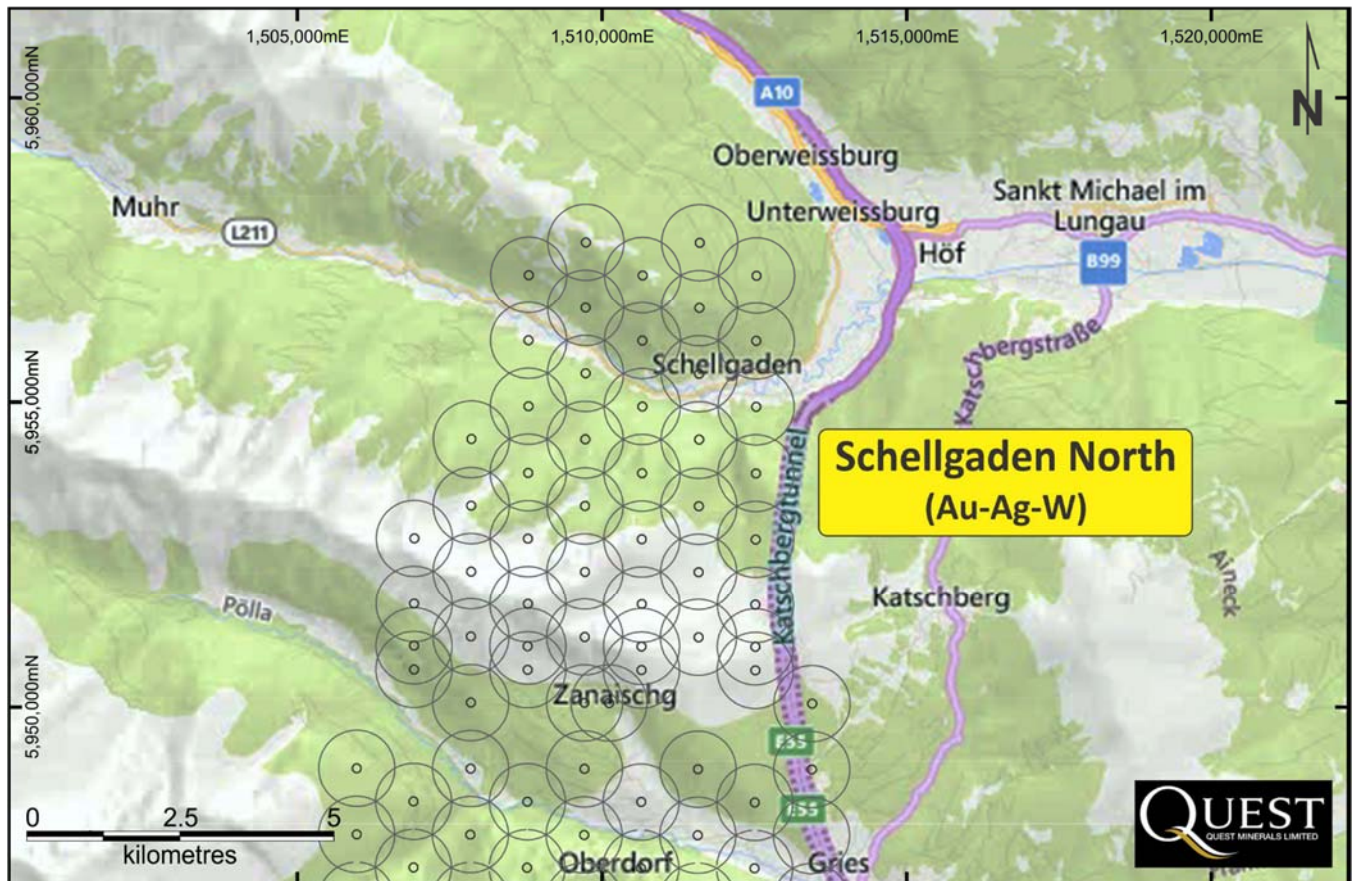 1,505,000mE
1,510,000mE
1,515,000mE
1,520,000mE
5,960,000mN
A10
N
Oberweissburg
Muhr
L211
Unterweissburg
Sankt Michael im
Lungau
Höf
B99
Katschbergstraße
Schellgaden
5,955,000mN
Katschbergtunnel
Schellgaden North
(Au-Ag-W)
Aineck
Katschberg
Pölla
Zanaischg
5,950,000mN
E55
E55
0 2.5 5
kilometres
Oberdorf
Gries
QUEST
QUEST MINERALS LIMITED